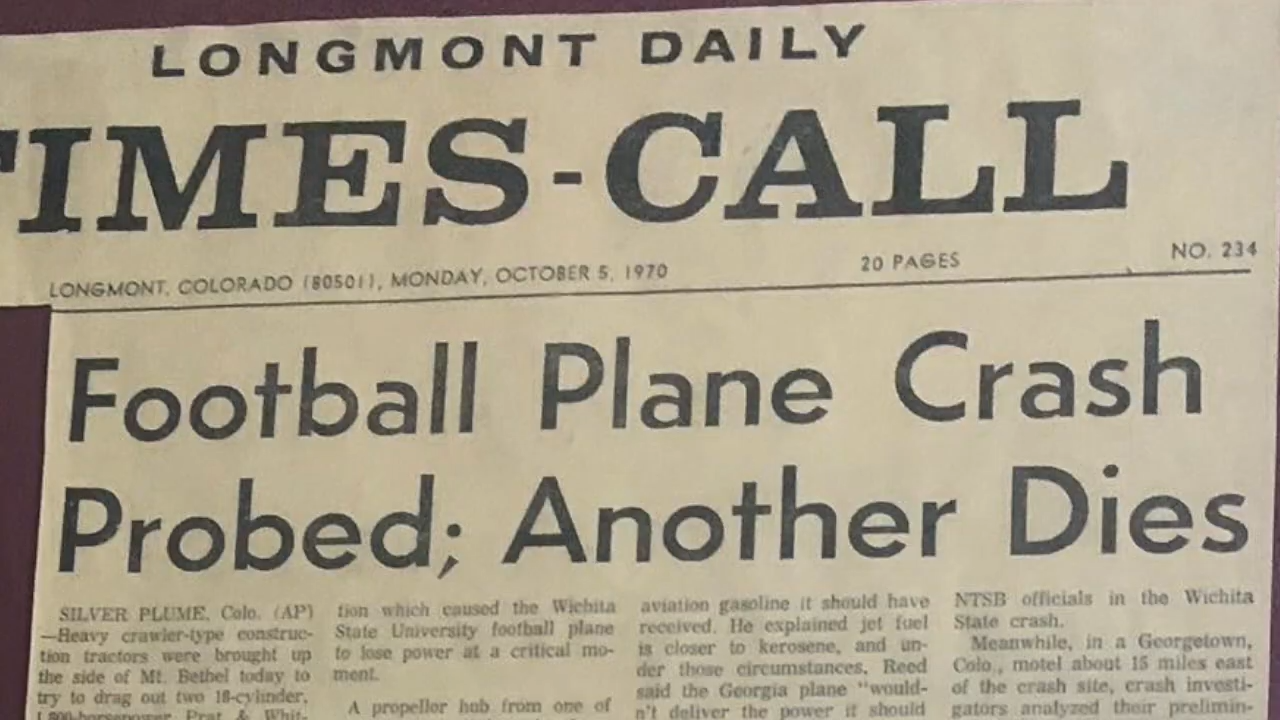 LONGMONT DAILY
TIMES-CALL
LONGMONT, COLORADO (80501), MONDAY, OCTOBER 5, 1970 20 PAGES NO. 234
Football Plane Crash
Probed; Another Dies
SILVER PLUME, Colo. (AP)
—Heavy crawler-type construc-
tion tractors were brought up
the side of Mt. Bethel today to
try to drag out two 18-cylinder,
1,800-horsepower Prat & Whit-
tion which caused the Wichita
State University football plane
to lose power at a critical mo-
ment.
A propeller hub from one of
aviation gasoline it should have
received. He explained jet fuel
is closer to kerosene, and un-
der those circumstances, Reed
said the Georgia plane "would-
n't deliver the power it should
NTSB officials in the Wichita
State crash.
Meanwhile, in a Georgetown,
Colo., motel about 15 miles east
of the crash site, crash investi-
gators analyzed their prelimin-